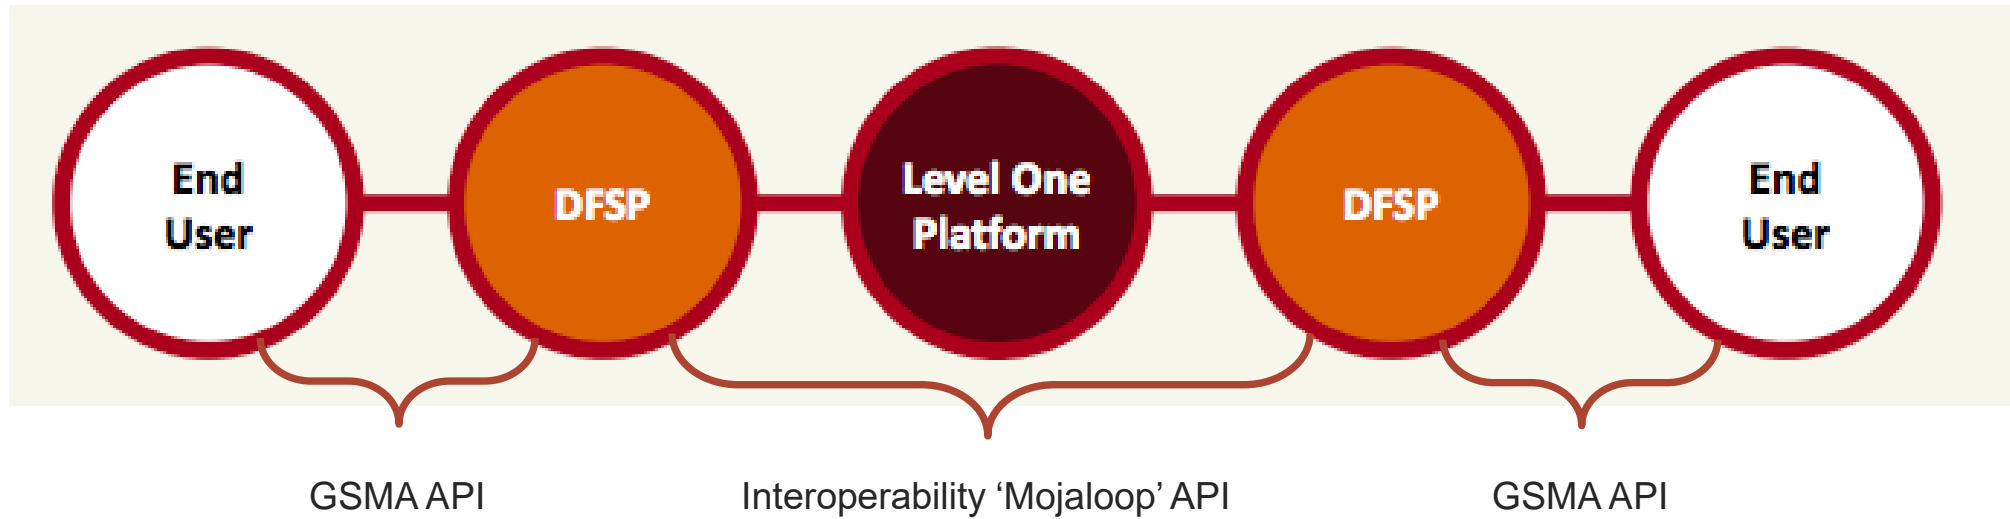 End
User
DFSP
Level One
Platform
DFSP
End
User
GSMA API
Interoperability ‘Mojaloop’ API
GSMA API